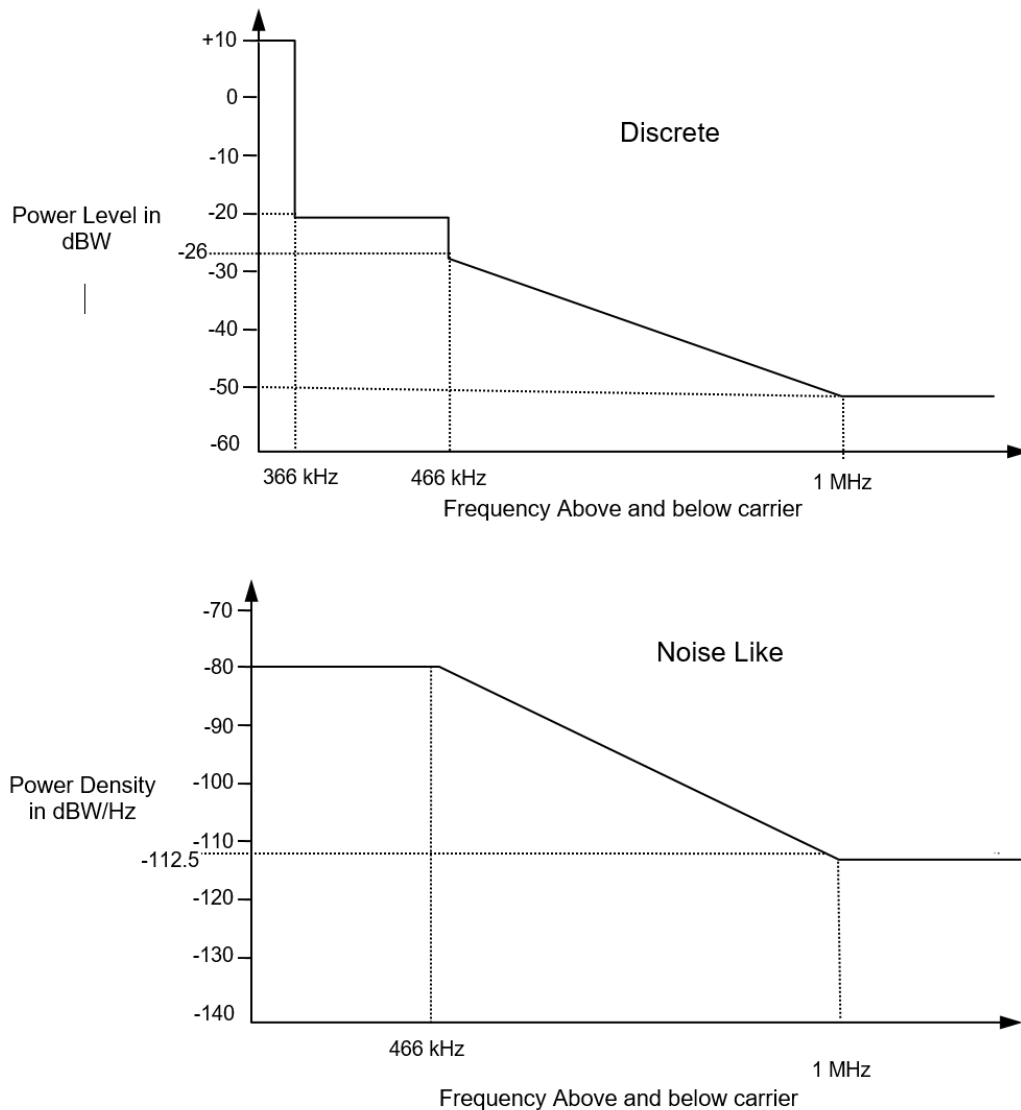 +10
0
Discrete
-10
Power Level in
dBW
-20
-26
-30
-40
-50
-60
366 kHz
466 kHz
1 MHz
Frequency Above and below carrier
-70
Noise Like
-80
-90
Power Density
in dBW/Hz
-100
-110
-112.5
-120
-130
-140
466 kHz
1 MHz
Frequency Above and below carrier